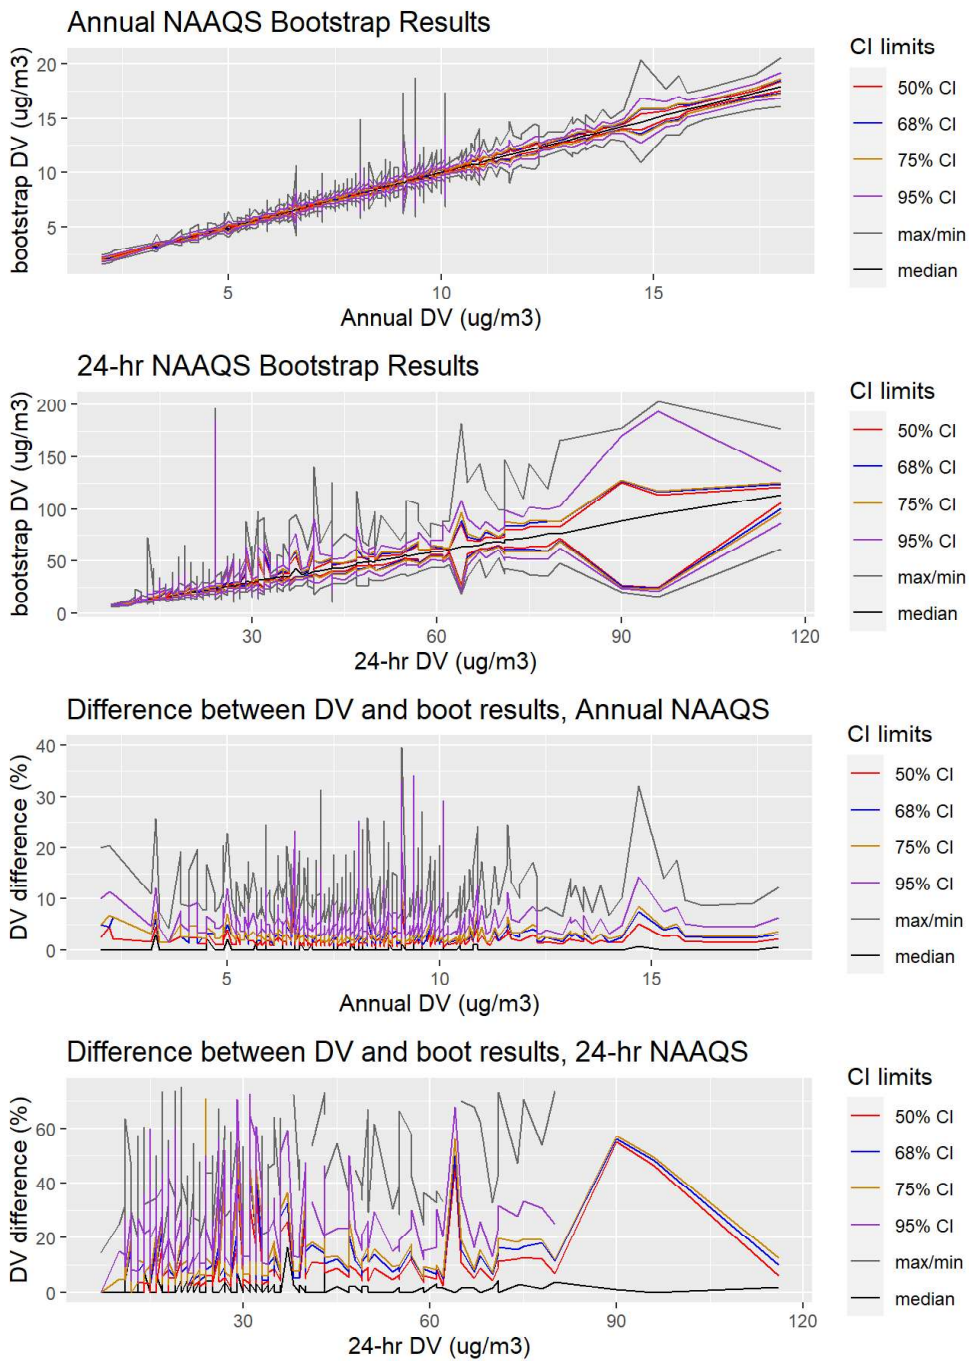 Annual NAAQS Bootstrap Results
bootstrap DV (ug/m3)
20
15
10
5
5 10 15
Annual DV (ug/m3)
CI limits
50% CI
68% CI
75% CI
95% CI
max/min
median
24-hr NAAQS Bootstrap Results
bootstrap DV (ug/m3)
200
150
100
50
0
30 60 90 120
24-hr DV (ug/m3)
CI limits
50% CI
68% CI
75% CI
95% CI
max/min
median
Difference between DV and boot results, Annual NAAQS
DV difference (%)
40
30
20
10
0
5 10 15
Annual DV (ug/m3)
CI limits
50% CI
68% CI
75% CI
95% CI
max/min
median
Difference between DV and boot results, 24-hr NAAQS
DV difference (%)
60
40
20
0
30 60 90 120
24-hr DV (ug/m3)
CI limits
50% CI
68% CI
75% CI
95% CI
max/min
median